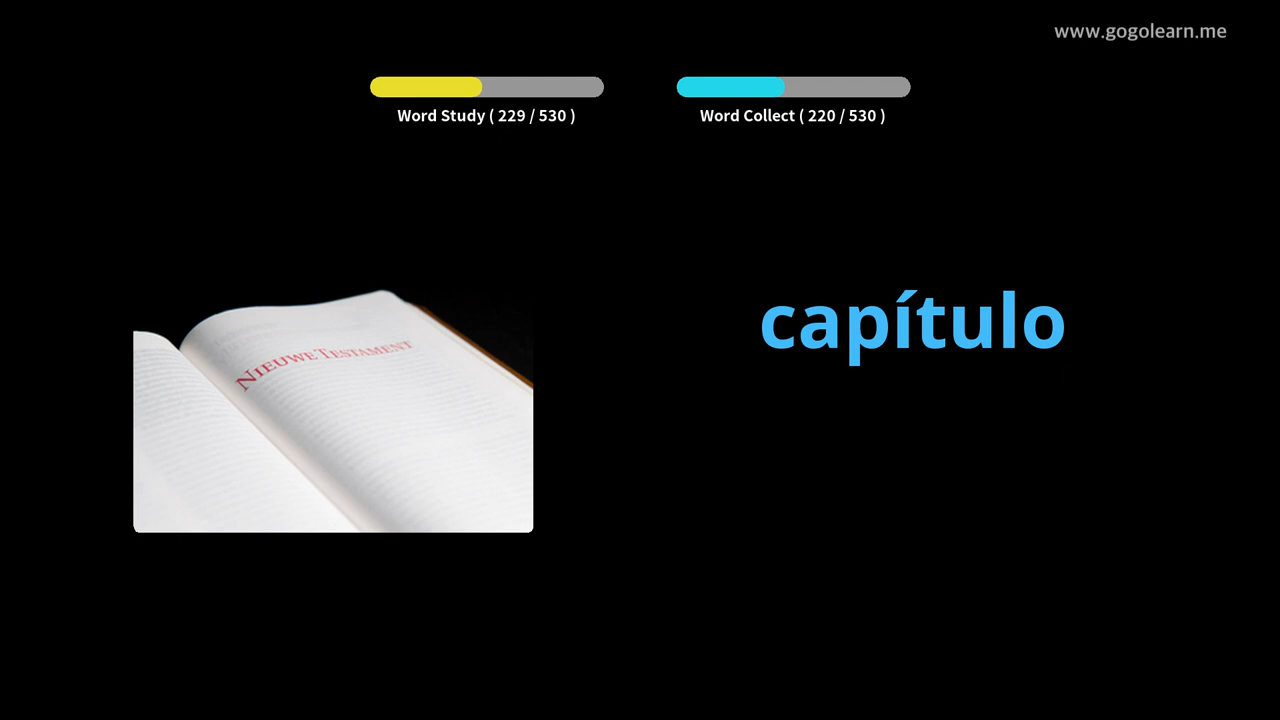 www.gogolearn.me
Word Study ( 229 / 530 )
Word Collect ( 220 / 530 )
capítulo
NIEUWE TESTAMENT